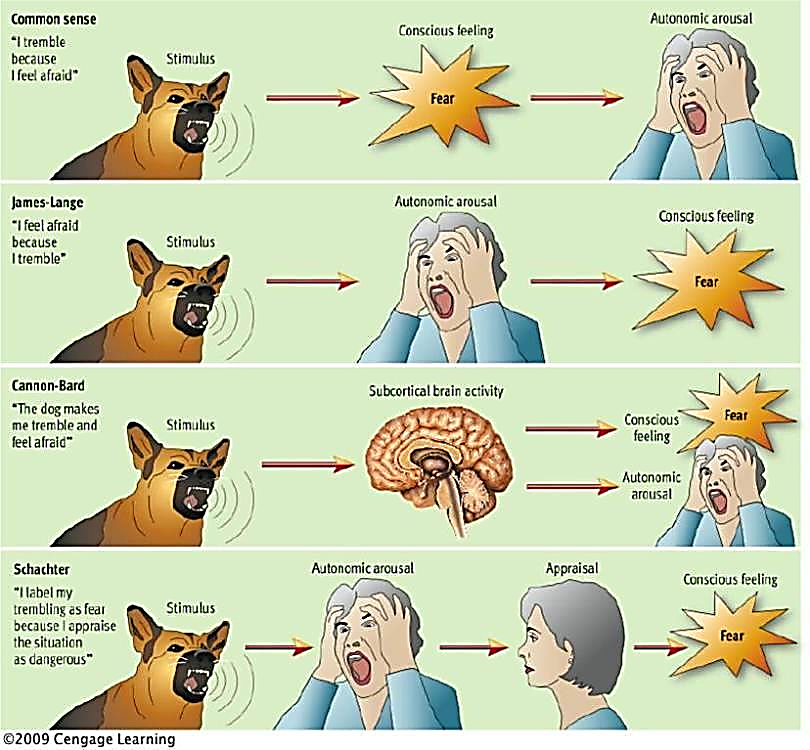 Common sense
"I tremble
because
I feel afraid"
Stimulus
Conscious feeling
Fear
Autonomic arousal
James-Lange
"I feel afraid
because
I tremble"
Stimulus
Autonomic arousal
Conscious feeling
Fear
Cannon-Bard
"The dog makes
me tremble and
feel afraid"
Stimulus
Subcortical brain activity
Conscious
feeling
Fear
Autonomic
arousal
Schachter
"I label my
trembling as fear
because I appraise
the situation
as dangerous"
Stimulus
Autonomic arousal
Appraisal
Conscious feeling
Fear
©2009 Cengage Learning